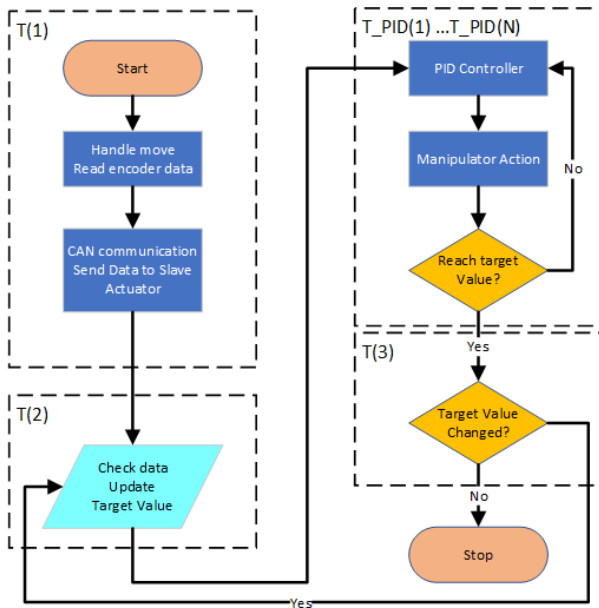 T(1)
Start
Handle move
Read encoder data
CAN communication
Send Data to Slave
Actuator
T(2)
Check data
Update
Target Value
T_PID(1) ...T_PID(N)
PID Controller
Manipulator Action
No
Reach target
Value?
Yes
T(3)
Target Value
Changed?
No
Stop
Yes